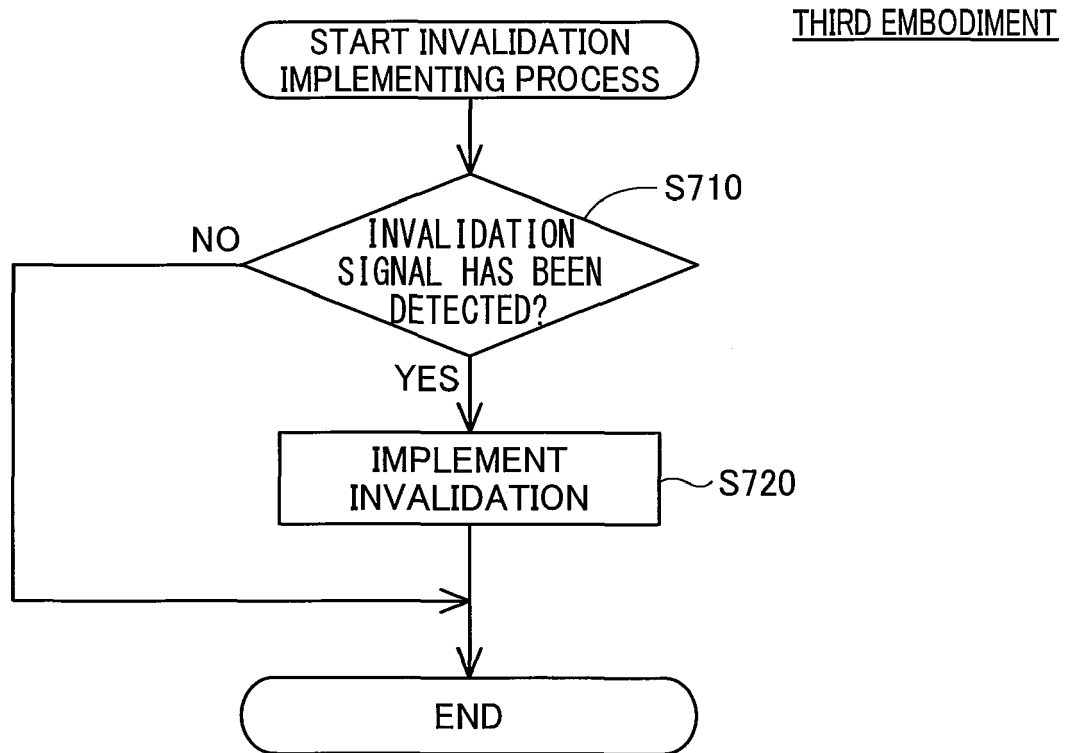 THIRD EMBODIMENT
START INVALIDATION
IMPLEMENTING PROCESS
S710
NO
INVALIDATION
SIGNAL HAS BEEN
DETECTED?
YES
IMPLEMENT
INVALIDATION
S720
END